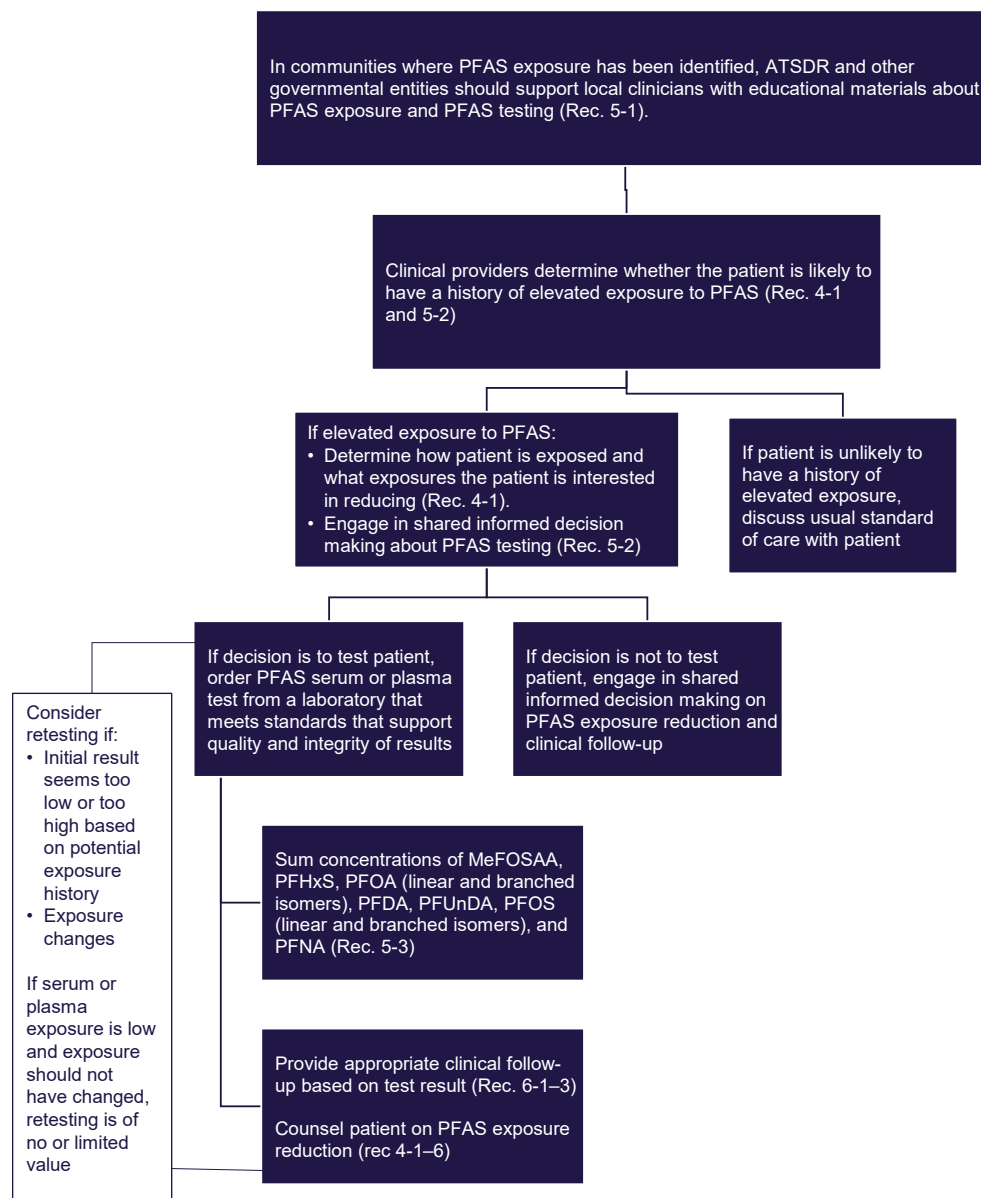 In communities where PFAS exposure has been identified, ATSDR and other
governmental entities should support local clinicians with educational materials about
PFAS exposure and PFAS testing (Rec. 5-1).
Clinical providers determine whether the patient is likely to
have a history of elevated exposure to PFAS (Rec. 4-1
and 5-2)
If elevated exposure to PFAS:
• Determine how patient is exposed and
what exposures the patient is interested
in reducing (Rec. 4-1).
• Engage in shared informed decision
making about PFAS testing (Rec. 5-2)
If patient is unlikely to
have a history of
elevated exposure,
discuss usual standard
of care with patient
If decision is to test patient,
order PFAS serum or plasma
test from a laboratory that
meets standards that support
quality and integrity of results
If decision is not to test
patient, engage in shared
informed decision making on
PFAS exposure reduction and
clinical follow-up
Consider
retesting if:
• Initial result
seems too
low or too
high based
on potential
exposure
history
• Exposure
changes
If serum or
plasma
exposure is low
and exposure
should not
have changed,
retesting is of
no or limited
value
Sum concentrations of MeFOSAA,
PFHxS, PFOA (linear and branched
isomers), PFDA, PFUnDA, PFOS
(linear and branched isomers), and
PFNA (Rec. 5-3)
Provide appropriate clinical follow-
up based on test result (Rec. 6-1–3)
Counsel patient on PFAS exposure
reduction (rec 4-1–6)